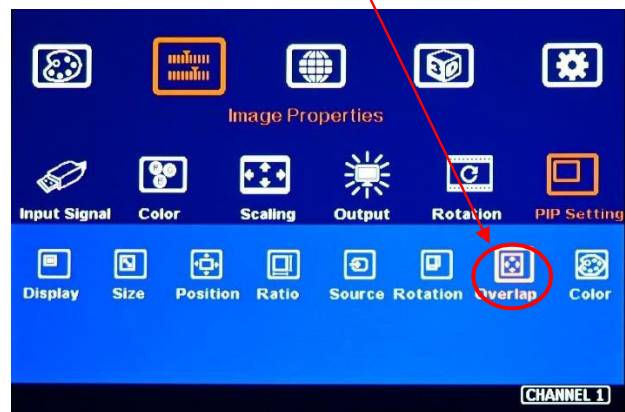 3D
Image Properties
Input Signal Color Scaling Output Rotation PIP Setting
Display Size Position Ratio Source Rotation Overlap Color
CHANNEL 1